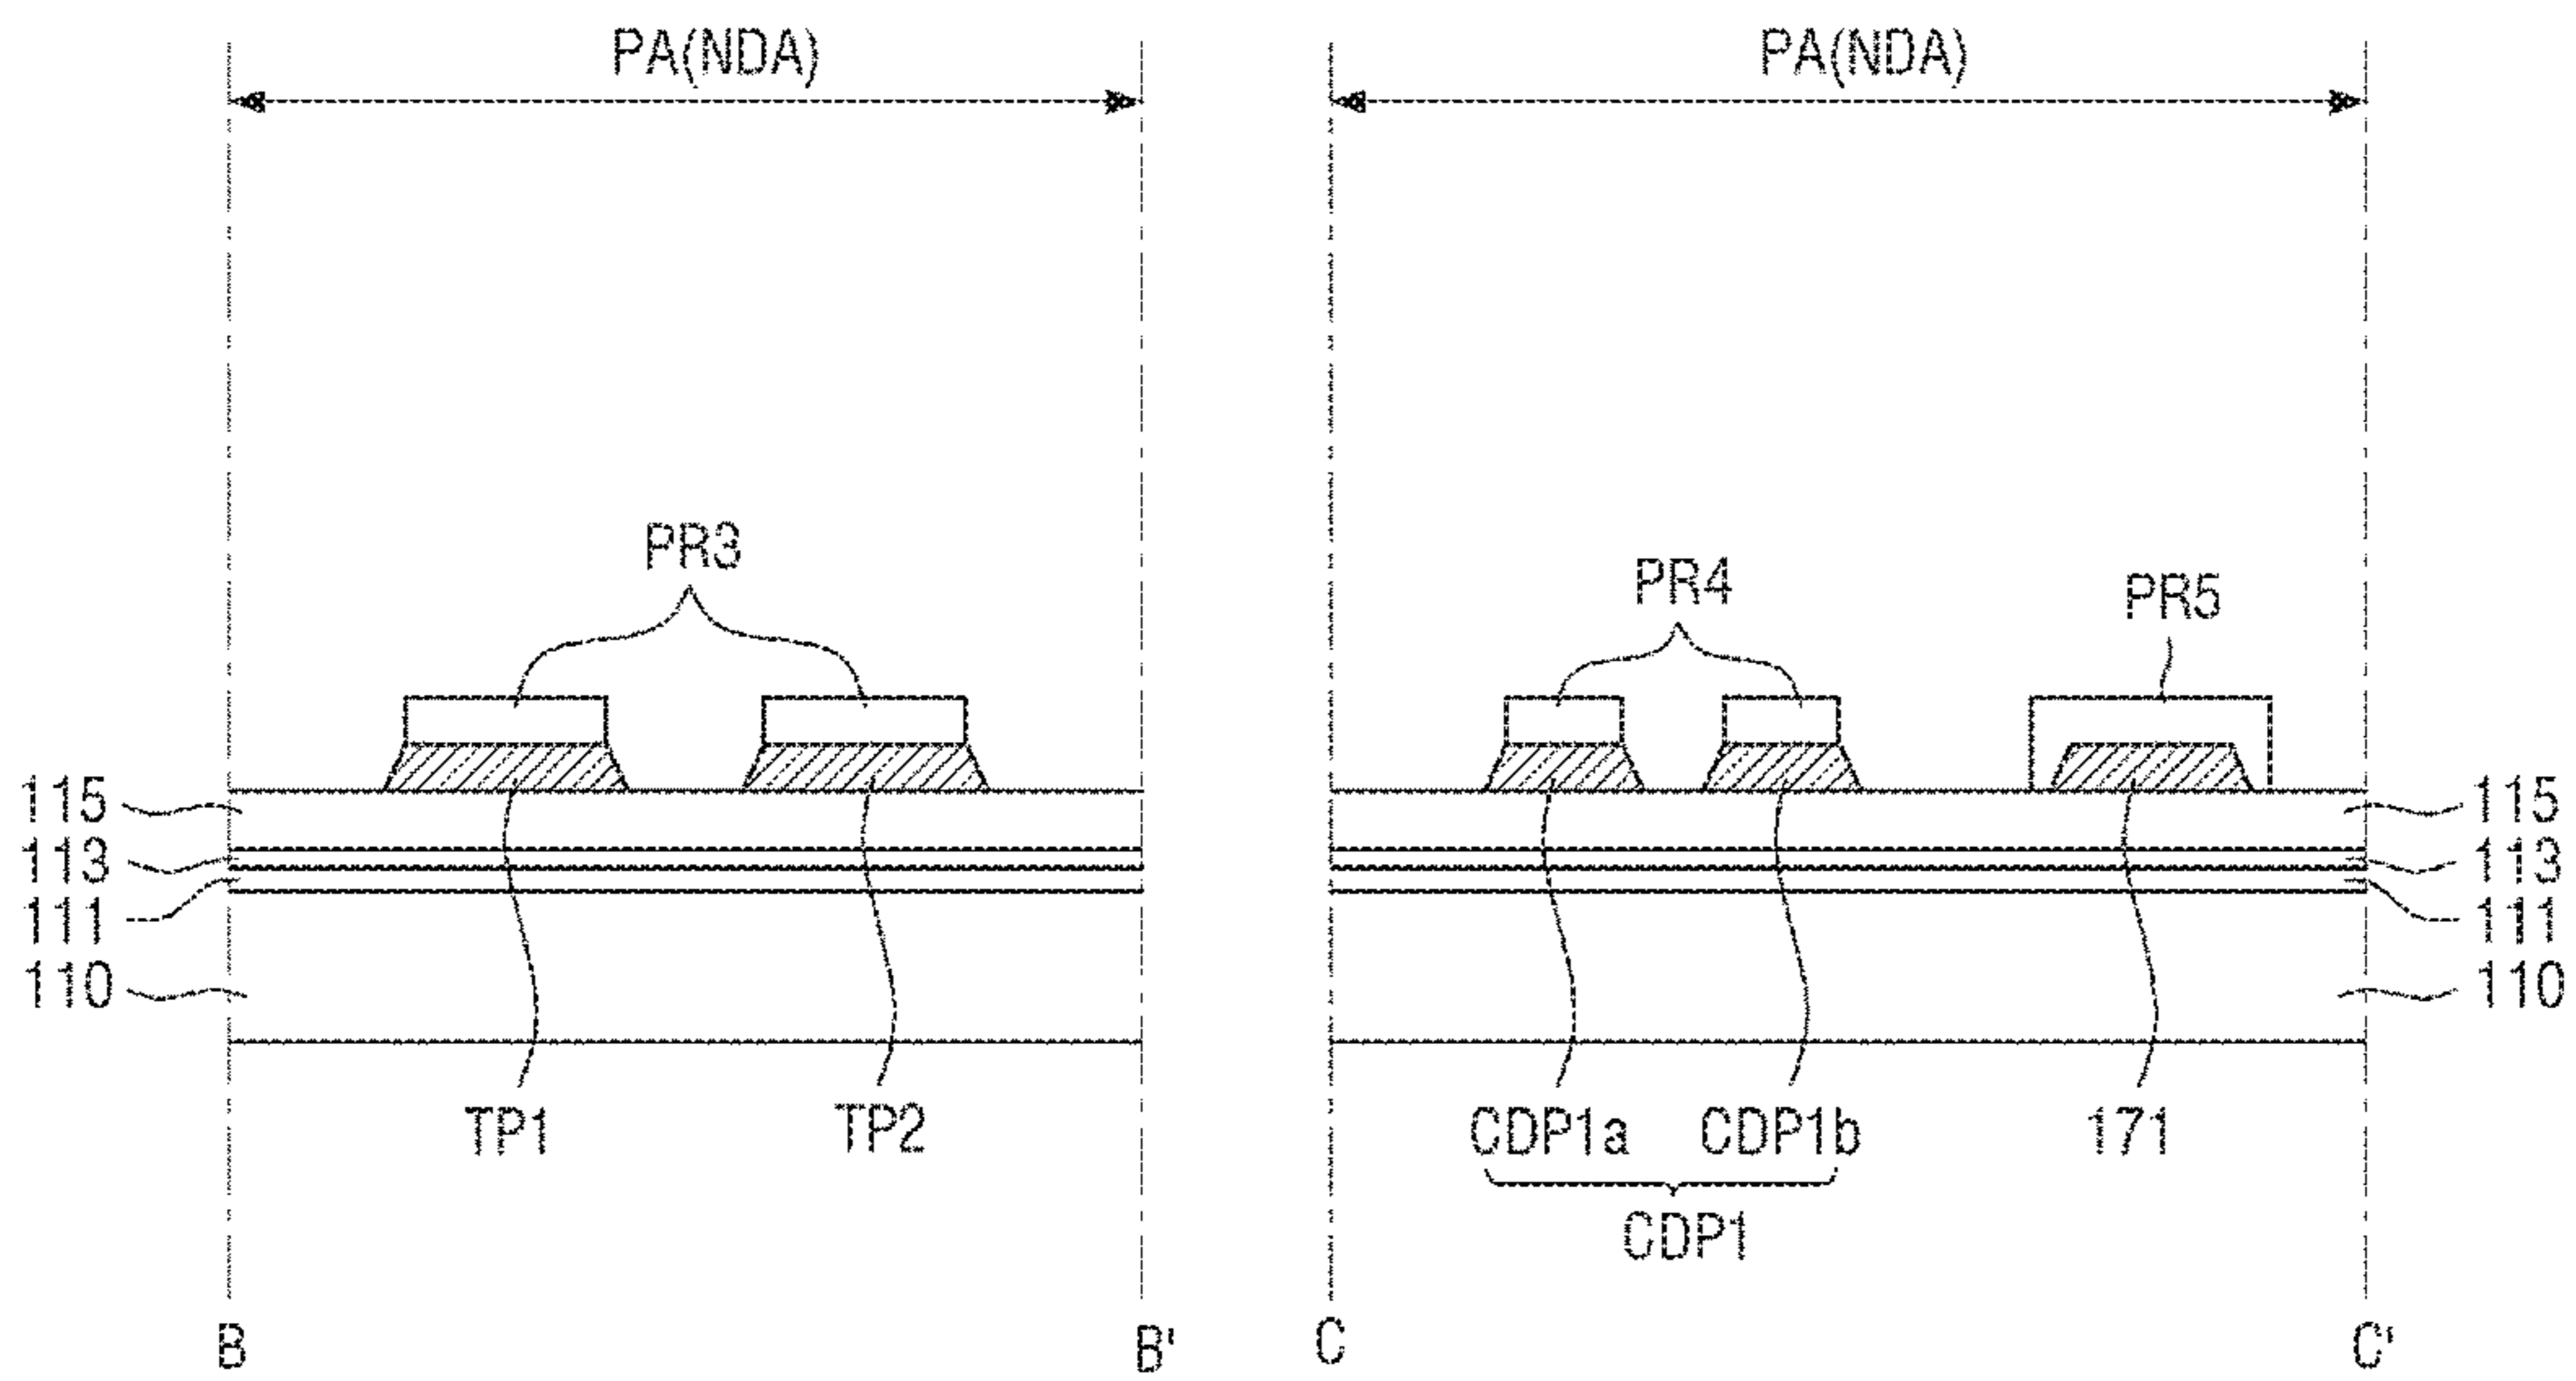 PA(NDA) PA(NDA)
PR3
PR4
PR5
115 115
113 113
111 111
110 110
TP1 TP2 CDP1a CDP1b 171
CDP1
B B' C C'